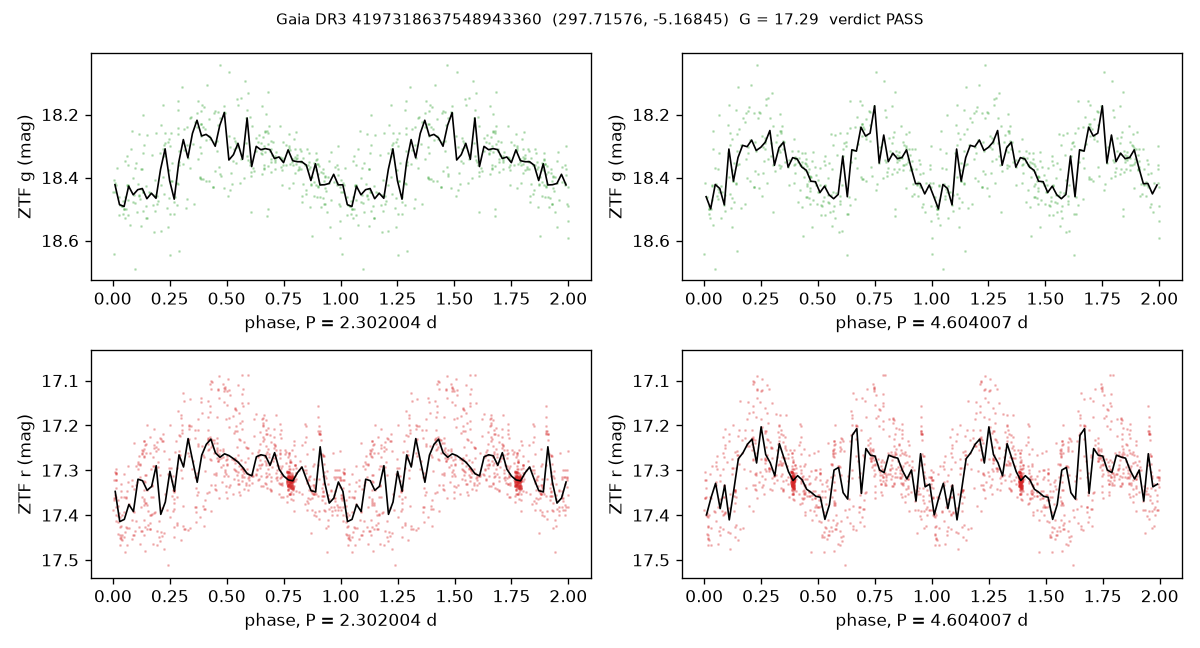 Gaia DR3 4197318637548943360 (297.71576, -5.16845) G = 17.29 verdict PASS
ZTF g (mag)
18.2
18.4
18.6
0.00 0.25 0.50 0.75 1.00 1.25 1.50 1.75 2.00
phase, P = 2.302004 d
ZTF g (mag)
18.2
18.4
18.6
0.00 0.25 0.50 0.75 1.00 1.25 1.50 1.75 2.00
phase, P = 4.604007 d
ZTF r (mag)
17.1
17.2
17.3
17.4
17.5
0.00 0.25 0.50 0.75 1.00 1.25 1.50 1.75 2.00
phase, P = 2.302004 d
ZTF r (mag)
17.1
17.2
17.3
17.4
17.5
0.00 0.25 0.50 0.75 1.00 1.25 1.50 1.75 2.00
phase, P = 4.604007 d